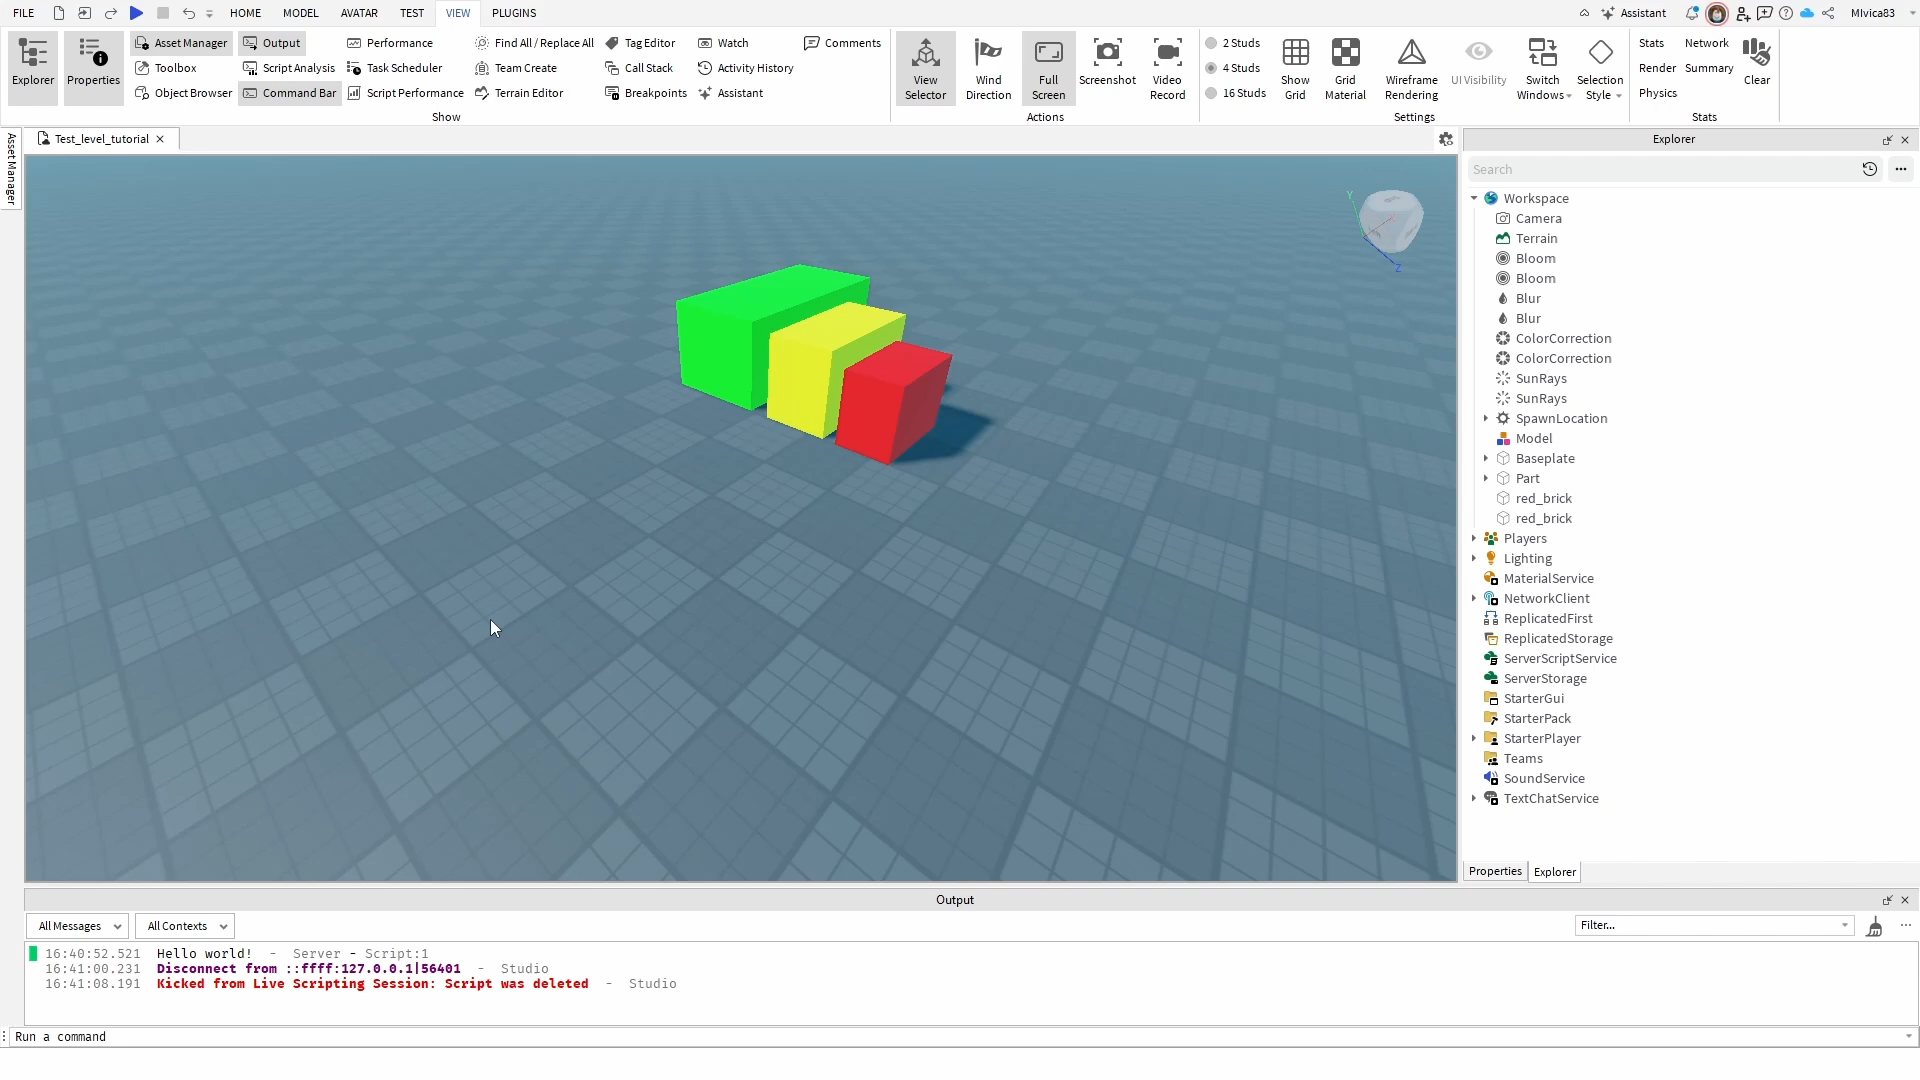 FILE HOME MODEL AVATAR TEST VIEW PLUGINS Assistant MIvica83
Explorer
Properties
Asset Manager Output Performance Find All / Replace All Tag Editor Watch Comments
Toolbox Script Analysis Task Scheduler Team Create Call Stack Activity History
Object Browser Command Bar Script Performance Terrain Editor Breakpoints Assistant
Show
View Selector
Wind Direction
Full Screen
Screenshot
Video Record
Actions
2 Studs
4 Studs
16 Studs
Show Grid
Grid Material
Wireframe Rendering
UI Visibility
Switch Windows
Selection Style
Settings
Stats Network
Render Summary
Physics
Clear
Stats
Asset Manager
Test_level_tutorial
Y
Z
Explorer
Search
Workspace
Camera
Terrain
Bloom
Bloom
Blur
Blur
ColorCorrection
ColorCorrection
SunRays
SunRays
SpawnLocation
Model
Baseplate
Part
red_brick
red_brick
Players
Lighting
MaterialService
NetworkClient
ReplicatedFirst
ReplicatedStorage
ServerScriptService
ServerStorage
StarterGui
StarterPack
StarterPlayer
Teams
SoundService
TextChatService
Properties Explorer
Output
All Messages All Contexts Filter...
16:40:52.521 Hello world! - Server - Script:1
16:41:00.231 Disconnect from ::ffff:127.0.0.1|56401 - Studio
16:41:08.191 Kicked from Live Scripting Session: Script was deleted - Studio
Run a command